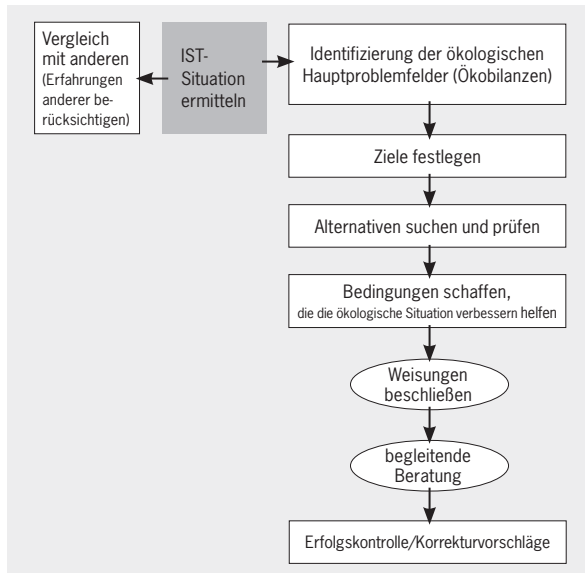 Vergleich
mit anderen
(Erfahrungen
anderer be-
rücksichtigen)
IST-
Situation
ermitteln
Identifizierung der ökologischen
Hauptproblemfelder (Ökobilanzen)
Ziele festlegen
Alternativen suchen und prüfen
Bedingungen schaffen,
die die ökologische Situation verbessern helfen
Weisungen
beschließen
begleitende
Beratung
Erfolgskontrolle/Korrekturvorschläge